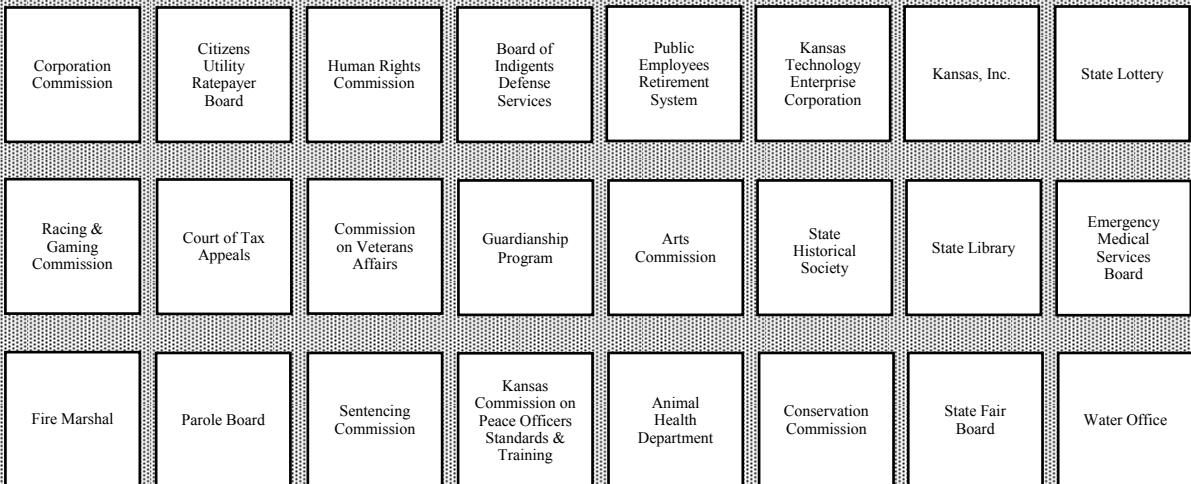 Corporation
Commission
Citizens
Utility
Ratepayer
Board
Human Rights
Commission
Board of
Indigents
Defense
Services
Public
Employees
Retirement
System
Kansas
Technology
Enterprise
Corporation
Kansas, Inc.
State Lottery
Racing &
Gaming
Commission
Court of Tax
Appeals
Commission
on Veterans
Affairs
Guardianship
Program
Arts
Commission
State
Historical
Society
State Library
Emergency
Medical
Services
Board
Fire Marshal
Parole Board
Sentencing
Commission
Kansas
Commission on
Peace Officers
Standards &
Training
Animal
Health
Department
Conservation
Commission
State Fair
Board
Water Office